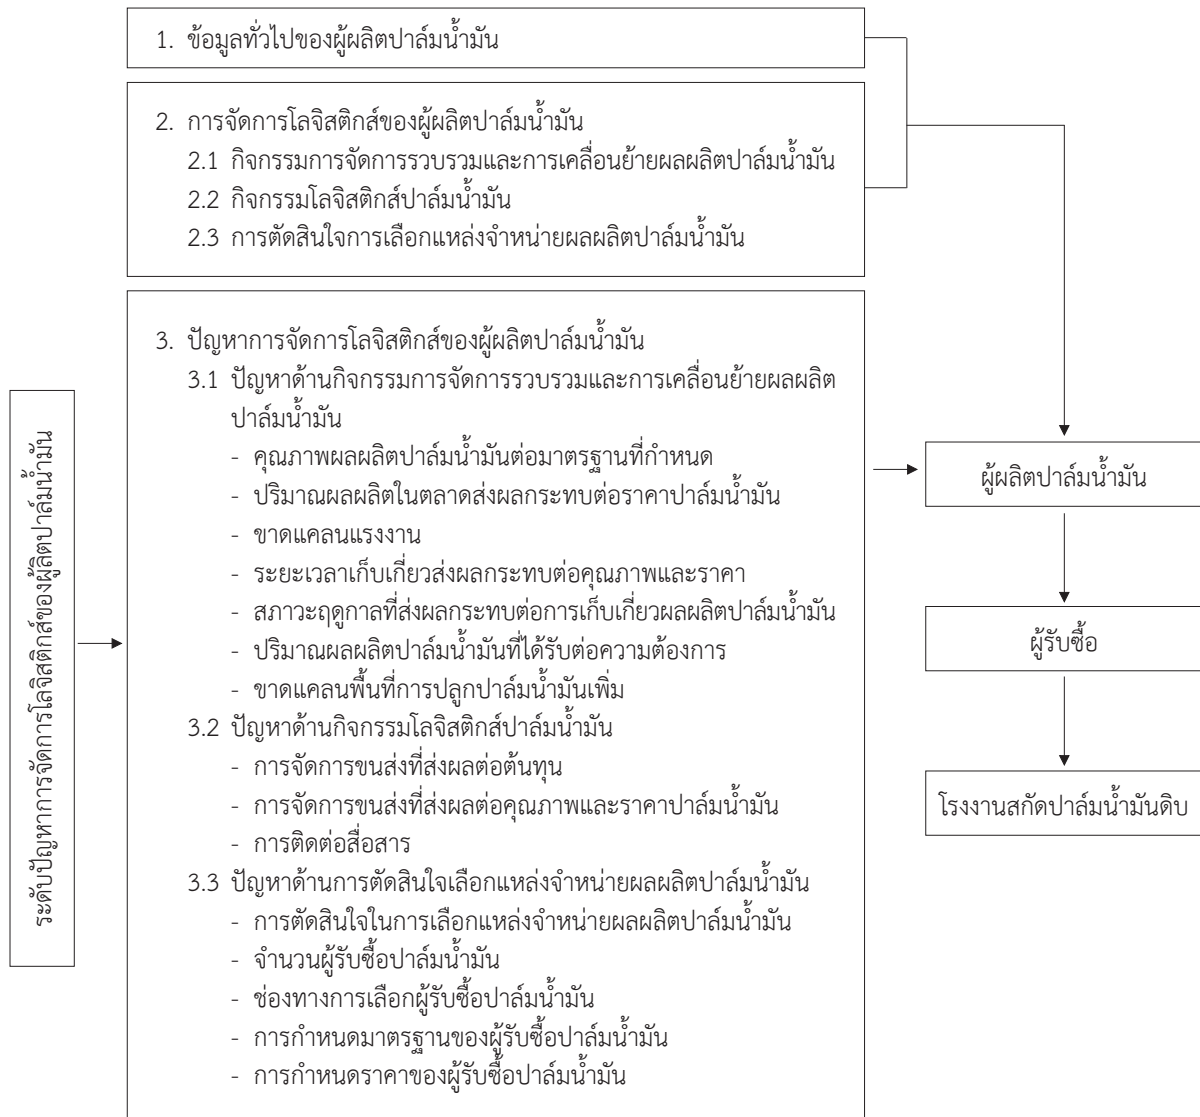 1. ข้อมูลทั่วไปของผู้ผลิตปาล์มน้ำมัน
2. การจัดการโลจิสติกส์ของผู้ผลิตปาล์มน้ำมัน
2.1 กิจกรรมการจัดการรวบรวมและการเคลื่อนย้ายผลผลิตปาล์มน้ำมัน
2.2 กิจกรรมโลจิสติกส์ปาล์มน้ำมัน
2.3 การตัดสินใจการเลือกแหล่งจำหน่ายผลผลิตปาล์มน้ำมัน
ระดับปัญหาการจัดการโลจิสติกส์ของผู้ผลิตปาล์มน้ำมัน
3. ปัญหาการจัดการโลจิสติกส์ของผู้ผลิตปาล์มน้ำมัน
3.1 ปัญหาด้านกิจกรรมการจัดการรวบรวมและการเคลื่อนย้ายผลผลิต
ปาล์มน้ำมัน
- คุณภาพผลผลิตปาล์มน้ำมันต่อมาตรฐานที่กำหนด
- ปริมาณผลผลิตในตลาดส่งผลกระทบต่อราคาปาล์มน้ำมัน
- ขาดแคลนแรงงาน
- ระยะเวลาเก็บเกี่ยวส่งผลกระทบต่อคุณภาพและราคา
- สภาวะฤดูกาลที่ส่งผลกระทบต่อการเก็บเกี่ยวผลผลิตปาล์มน้ำมัน
- ปริมาณผลผลิตปาล์มน้ำมันที่ได้รับต่อความต้องการ
- ขาดแคลนพื้นที่การปลูกปาล์มน้ำมันเพิ่ม
3.2 ปัญหาด้านกิจกรรมโลจิสติกส์ปาล์มน้ำมัน
- การจัดการขนส่งที่ส่งผลต่อต้นทุน
- การจัดการขนส่งที่ส่งผลต่อคุณภาพและราคาปาล์มน้ำมัน
- การติดต่อสื่อสาร
3.3 ปัญหาด้านการตัดสินใจเลือกแหล่งจำหน่ายผลผลิตปาล์มน้ำมัน
- การตัดสินใจในการเลือกแหล่งจำหน่ายผลผลิตปาล์มน้ำมัน
- จำนวนผู้รับซื้อปาล์มน้ำมัน
- ช่องทางการเลือกผู้รับซื้อปาล์มน้ำมัน
- การกำหนดมาตรฐานของผู้รับซื้อปาล์มน้ำมัน
- การกำหนดราคาของผู้รับซื้อปาล์มน้ำมัน
ผู้ผลิตปาล์มน้ำมัน
ผู้รับซื้อ
โรงงานสกัดปาล์มน้ำมันดิบ